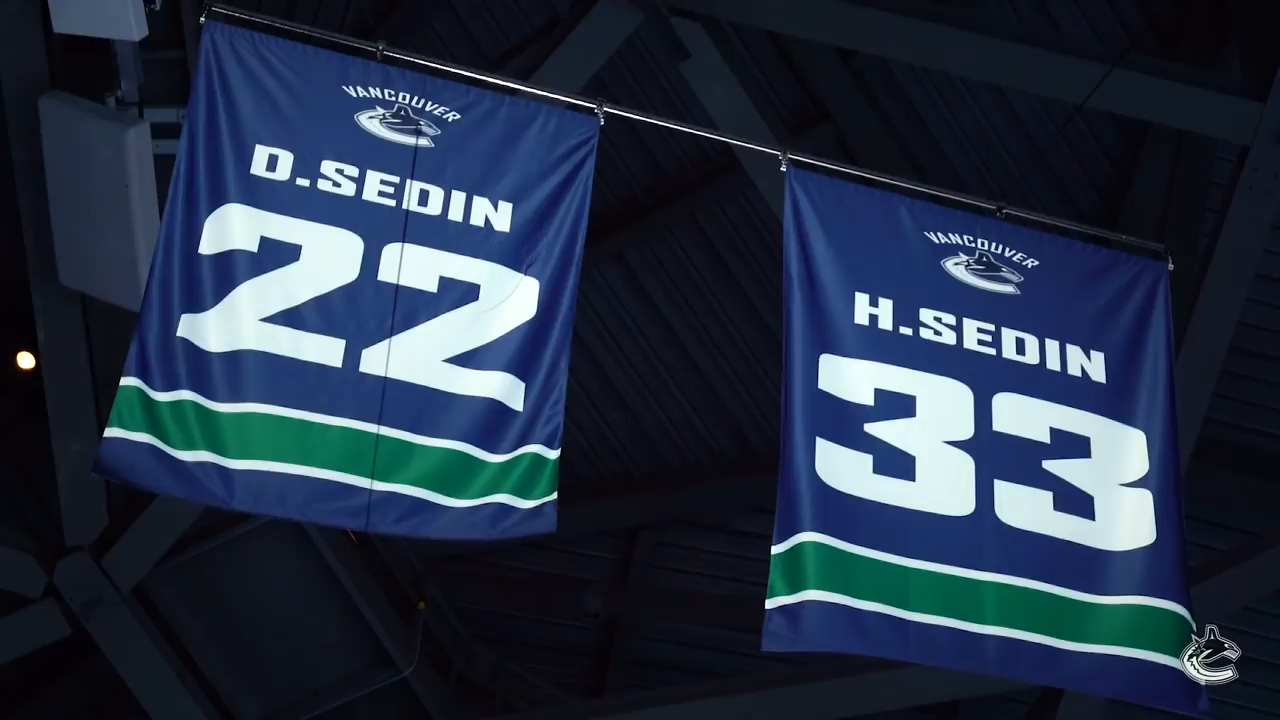 VANCOUVER
D.SEDIN
22
VANCOUVER
H.SEDIN
33